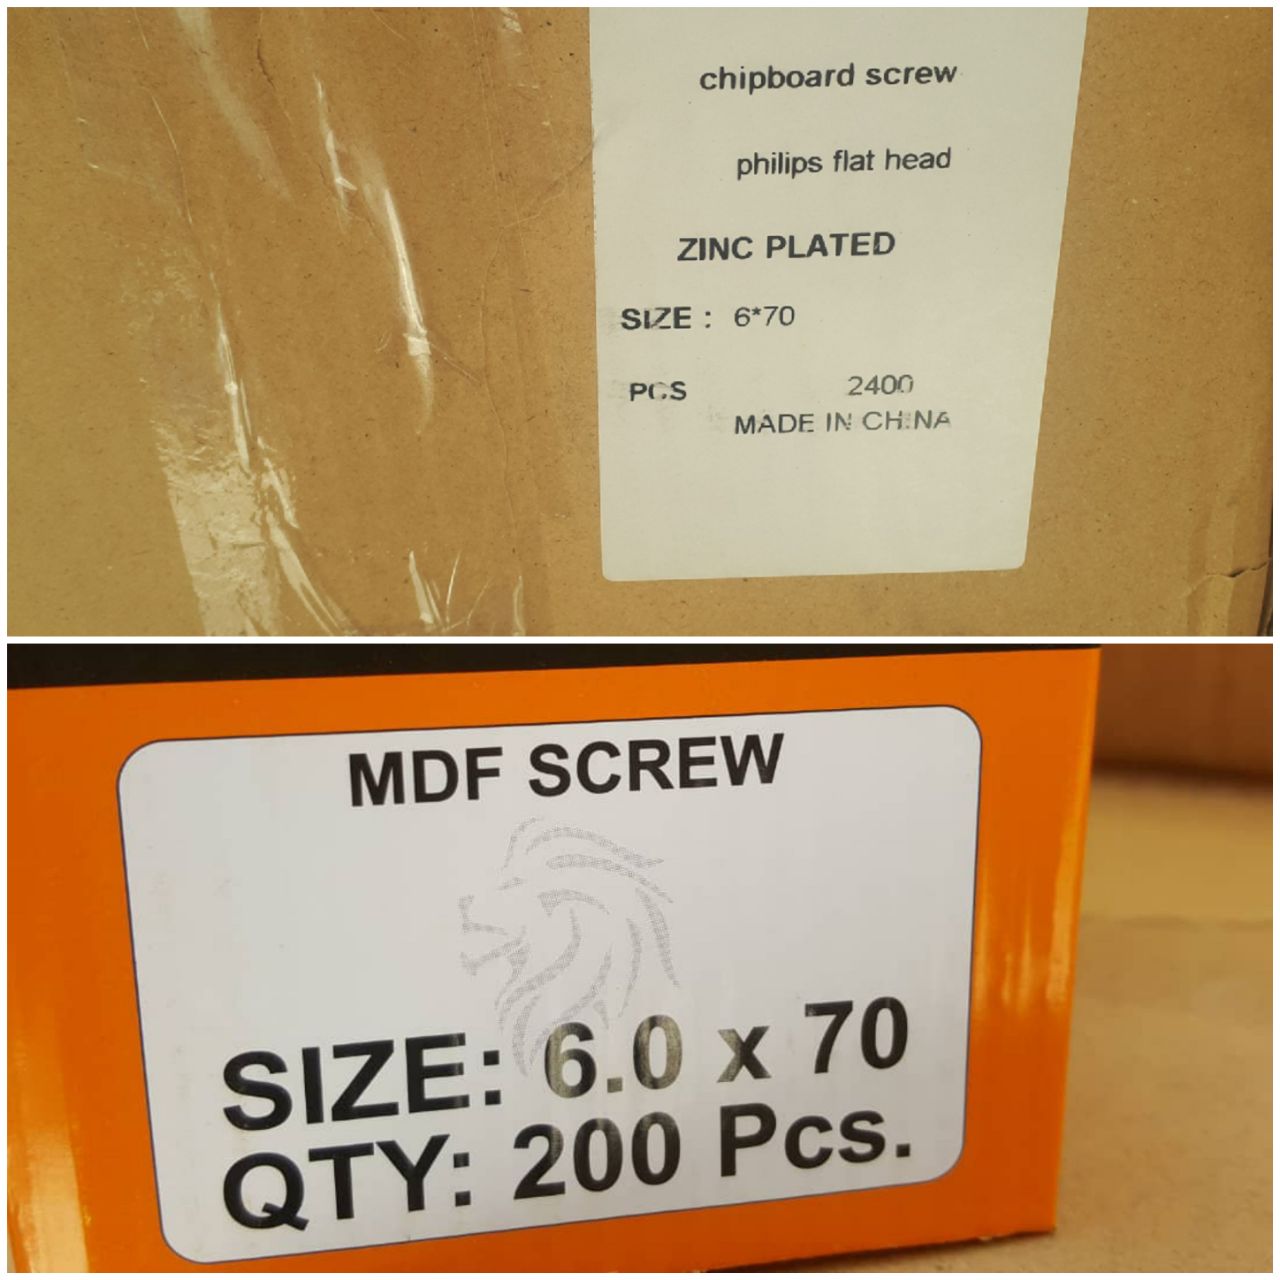 chipboard screw
philips flat head
ZINC PLATED
SIZE : 6*70
PCS 2400
MADE IN CHINA
MDF SCREW
SIZE: 6.0 x 70
QTY: 200 Pcs.